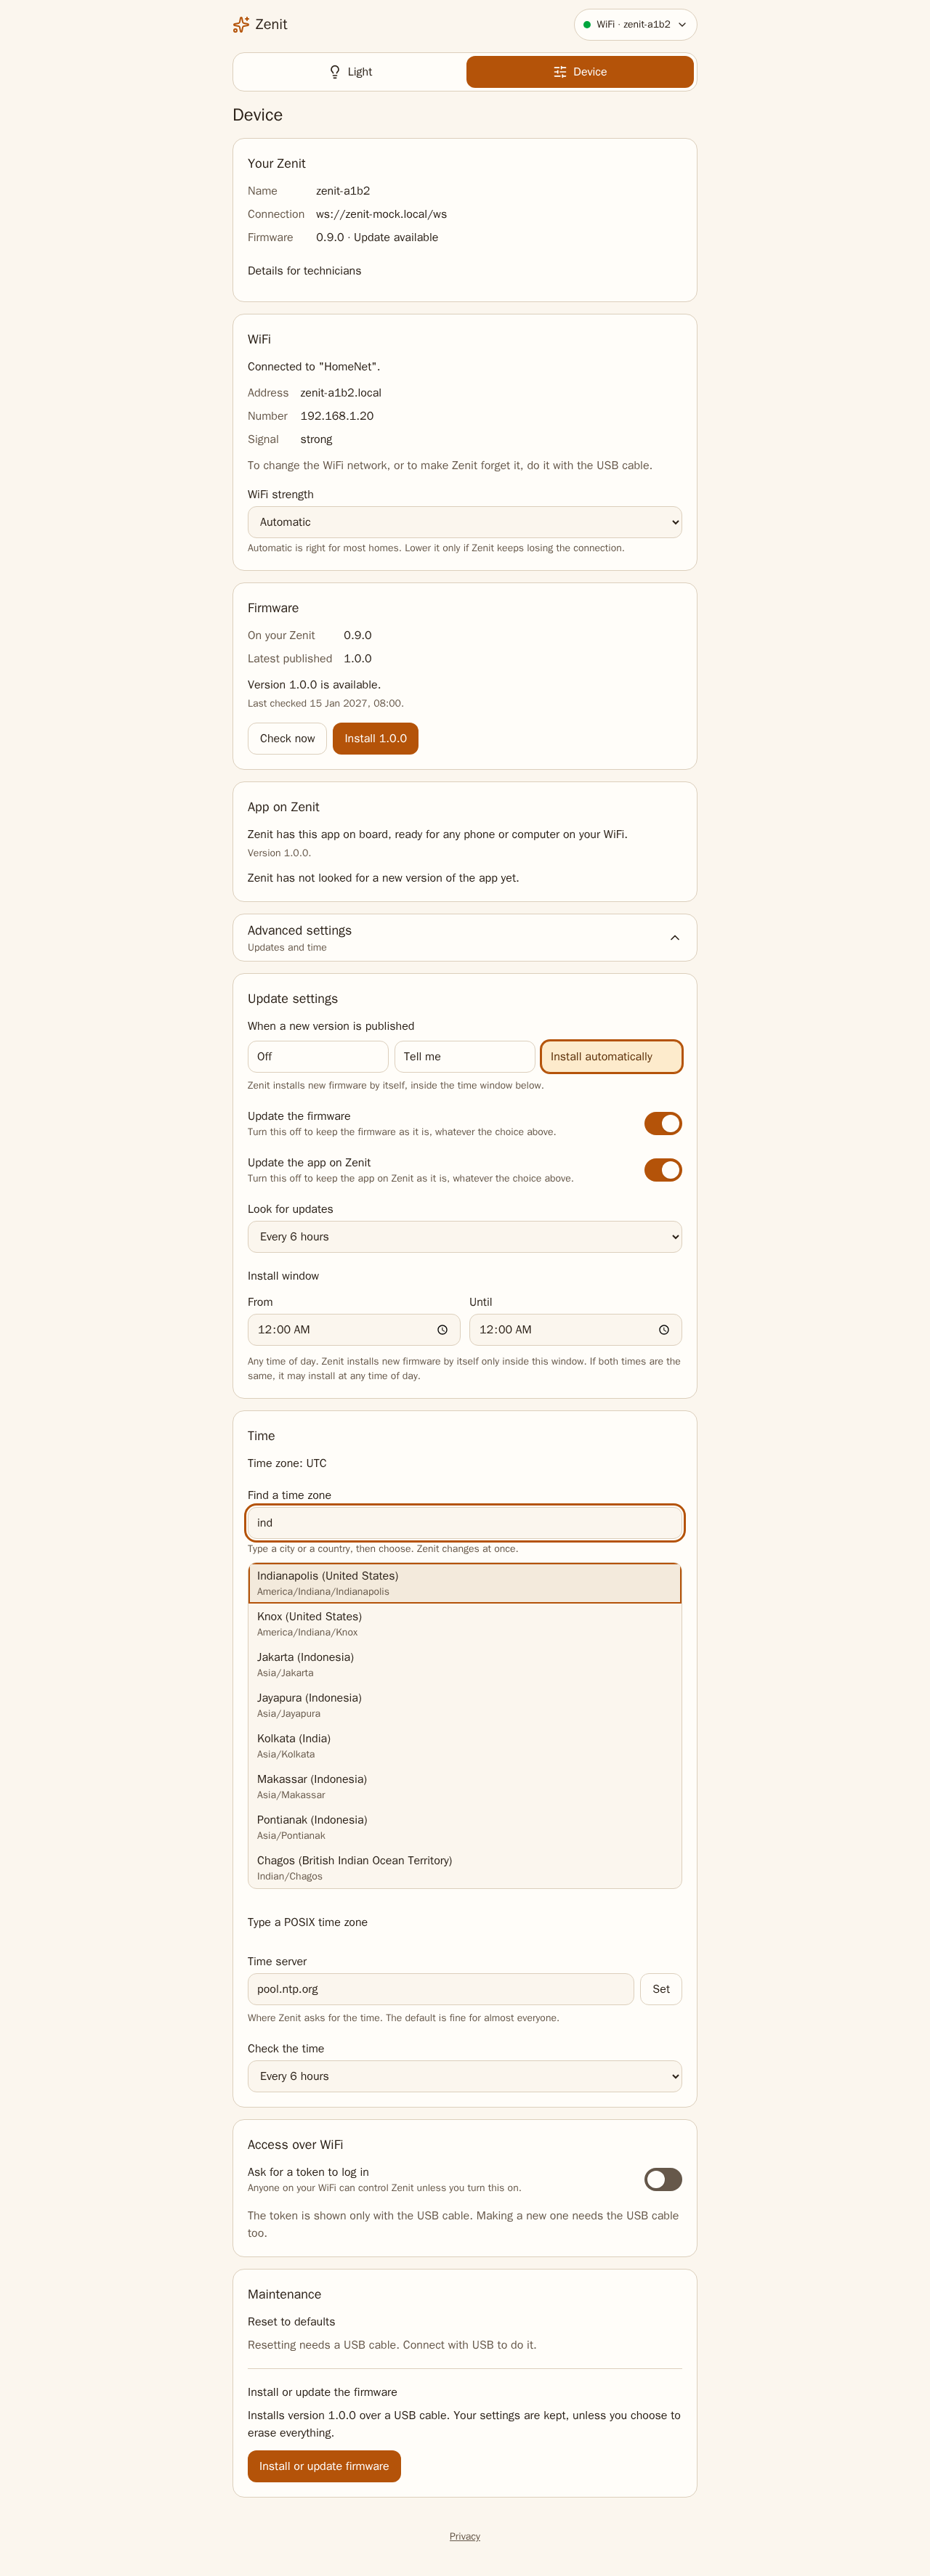 Zenit
WiFi · zenit-a1b2
Light
Device
Device
Your Zenit
Name zenit-a1b2
Connection ws://zenit-mock.local/ws
Firmware 0.9.0 · Update available
Details for technicians
WiFi
Connected to "HomeNet".
Address zenit-a1b2.local
Number 192.168.1.20
Signal strong
To change the WiFi network, or to make Zenit forget it, do it with the USB cable.
WiFi strength
Automatic
Automatic is right for most homes. Lower it only if Zenit keeps losing the connection.
Firmware
On your Zenit 0.9.0
Latest published 1.0.0
Version 1.0.0 is available.
Last checked 15 Jan 2027, 08:00.
Check now
Install 1.0.0
App on Zenit
Zenit has this app on board, ready for any phone or computer on your WiFi.
Version 1.0.0.
Zenit has not looked for a new version of the app yet.
Advanced settings
Updates and time
Update settings
When a new version is published
Off
Tell me
Install automatically
Zenit installs new firmware by itself, inside the time window below.
Update the firmware
Turn this off to keep the firmware as it is, whatever the choice above.
Update the app on Zenit
Turn this off to keep the app on Zenit as it is, whatever the choice above.
Look for updates
Every 6 hours
Install window
From
Until
12:00 AM
12:00 AM
Any time of day. Zenit installs new firmware by itself only inside this window. If both times are the
same, it may install at any time of day.
Time
Time zone: UTC
Find a time zone
ind
Type a city or a country, then choose. Zenit changes at once.
Indianapolis (United States)
America/Indiana/Indianapolis
Knox (United States)
America/Indiana/Knox
Jakarta (Indonesia)
Asia/Jakarta
Jayapura (Indonesia)
Asia/Jayapura
Kolkata (India)
Asia/Kolkata
Makassar (Indonesia)
Asia/Makassar
Pontianak (Indonesia)
Asia/Pontianak
Chagos (British Indian Ocean Territory)
Indian/Chagos
Type a POSIX time zone
Time server
pool.ntp.org
Set
Where Zenit asks for the time. The default is fine for almost everyone.
Check the time
Every 6 hours
Access over WiFi
Ask for a token to log in
Anyone on your WiFi can control Zenit unless you turn this on.
The token is shown only with the USB cable. Making a new one needs the USB cable
too.
Maintenance
Reset to defaults
Resetting needs a USB cable. Connect with USB to do it.
Install or update the firmware
Installs version 1.0.0 over a USB cable. Your settings are kept, unless you choose to
erase everything.
Install or update firmware
Privacy